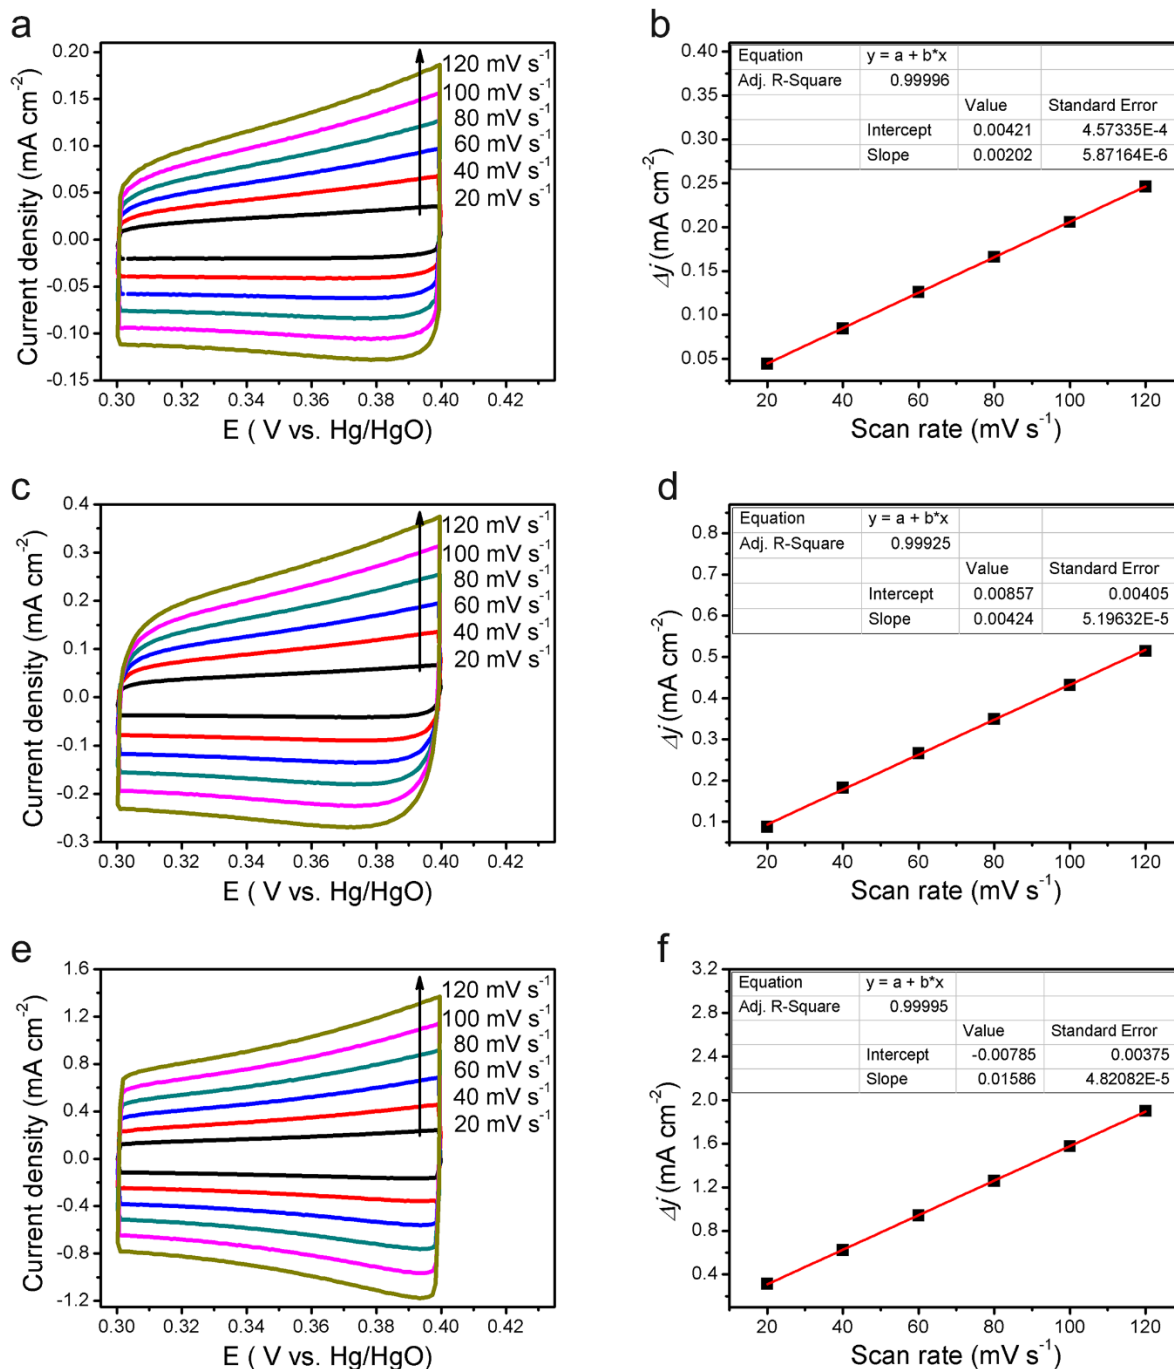 a
0.20
0.15
0.10
0.05
0.00
-0.05
-0.10
-0.15
Current density (mA cm⁻²)
120 mV s⁻¹
100 mV s⁻¹
80 mV s⁻¹
60 mV s⁻¹
40 mV s⁻¹
20 mV s⁻¹
0.30 0.32 0.34 0.36 0.38 0.40 0.42
E ( V vs. Hg/HgO)
b
0.40
0.35
0.30
0.25
0.20
0.15
0.10
0.05
Δj (mA cm⁻²)
Equation y = a + b*x
Adj. R-Square 0.99996
Value Standard Error
Intercept 0.00421 4.57335E-4
Slope 0.00202 5.87164E-6
20 40 60 80 100 120
Scan rate (mV s⁻¹)
c
0.4
0.3
0.2
0.1
0.0
-0.1
-0.2
-0.3
Current density (mA cm⁻²)
120 mV s⁻¹
100 mV s⁻¹
80 mV s⁻¹
60 mV s⁻¹
40 mV s⁻¹
20 mV s⁻¹
0.30 0.32 0.34 0.36 0.38 0.40 0.42
E ( V vs. Hg/HgO)
d
0.8
0.7
0.6
0.5
0.4
0.3
0.2
0.1
Δj (mA cm⁻²)
Equation y = a + b*x
Adj. R-Square 0.99925
Value Standard Error
Intercept 0.00857 0.00405
Slope 0.00424 5.19632E-5
20 40 60 80 100 120
Scan rate (mV s⁻¹)
e
1.6
1.2
0.8
0.4
0.0
-0.4
-0.8
-1.2
Current density (mA cm⁻²)
120 mV s⁻¹
100 mV s⁻¹
80 mV s⁻¹
60 mV s⁻¹
40 mV s⁻¹
20 mV s⁻¹
0.30 0.32 0.34 0.36 0.38 0.40 0.42
E ( V vs. Hg/HgO)
f
3.2
2.8
2.4
2.0
1.6
1.2
0.8
0.4
Δj (mA cm⁻²)
Equation y = a + b*x
Adj. R-Square 0.99995
Value Standard Error
Intercept -0.00785 0.00375
Slope 0.01586 4.82082E-5
20 40 60 80 100 120
Scan rate (mV s⁻¹)